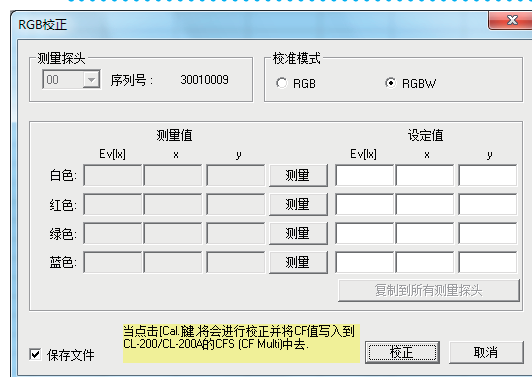 RGB校正
测量探头
00 序列号： 30010009
校准模式
RGB RGBW
测量值 设定值
Ev[lx] x y Ev[lx] x y
白色: 测量
红色: 测量
绿色: 测量
蓝色: 测量
复制到所有测量探头
当点击[Cal.]键,将会进行校正并将CF值写入到
CL-200/CL-200A的CFS (CF Multi)中去.
保存文件 校正 取消